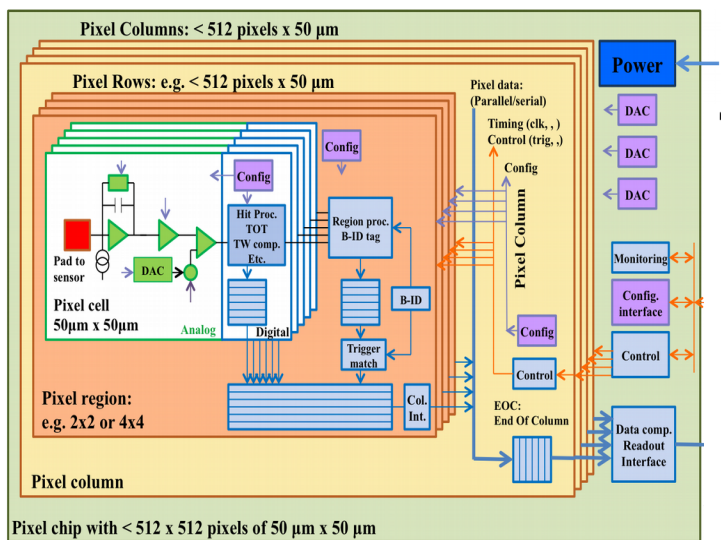 Pixel Columns: < 512 pixels x 50 µm
Power
Pixel Rows: e.g. < 512 pixels x 50 µm
Pixel data:
(Parallel/serial)
Timing (clk, , )
Control (trig, ,)
Config
DAC
DAC
DAC
Config
Config
Hit Proc.
TOT
TW comp.
Etc.
Region proc.
B-ID tag
Pad to
sensor
DAC
Pixel cell
50µm x 50µm
Analog
Digital
B-ID
Trigger
match
Pixel Column
Config
Control
Monitoring
Config.
interface
Control
Pixel region:
e.g. 2x2 or 4x4
Col.
Int.
EOC:
End Of Column
Data comp.
Readout
Interface
Pixel column
Pixel chip with < 512 x 512 pixels of 50 µm x 50 µm